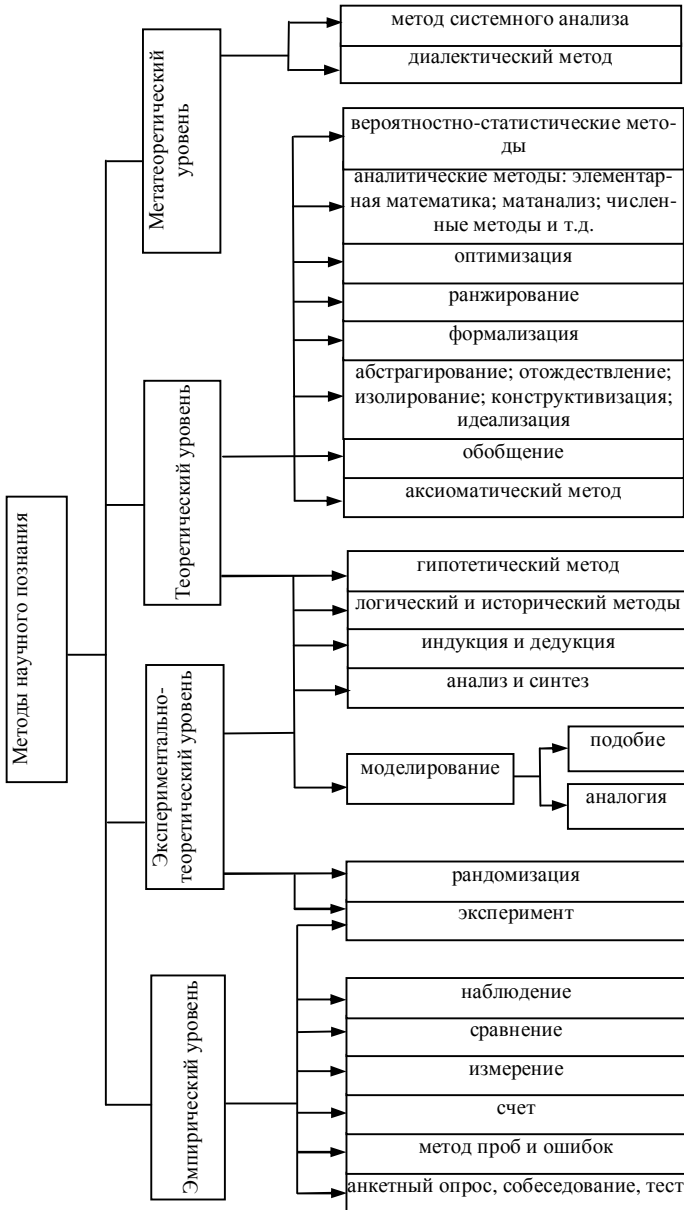 Методы научного познания
Метатеоретический
уровень
метод системного анализа
диалектический метод
Теоретический уровень
вероятностно-статистические мето-
ды
аналитические методы: элементар-
ная математика; матанализ; числен-
ные методы и т.д.
оптимизация
ранжирование
формализация
абстрагирование; отождествление;
изолирование; конструктивизация;
идеализация
обобщение
аксиоматический метод
гипотетический метод
логический и исторический методы
индукция и дедукция
анализ и синтез
моделирование
подобие
аналогия
Экспериментально-
теоретический уровень
рандомизация
эксперимент
Эмпирический уровень
наблюдение
сравнение
измерение
счет
метод проб и ошибок
анкетный опрос, собеседование, тест